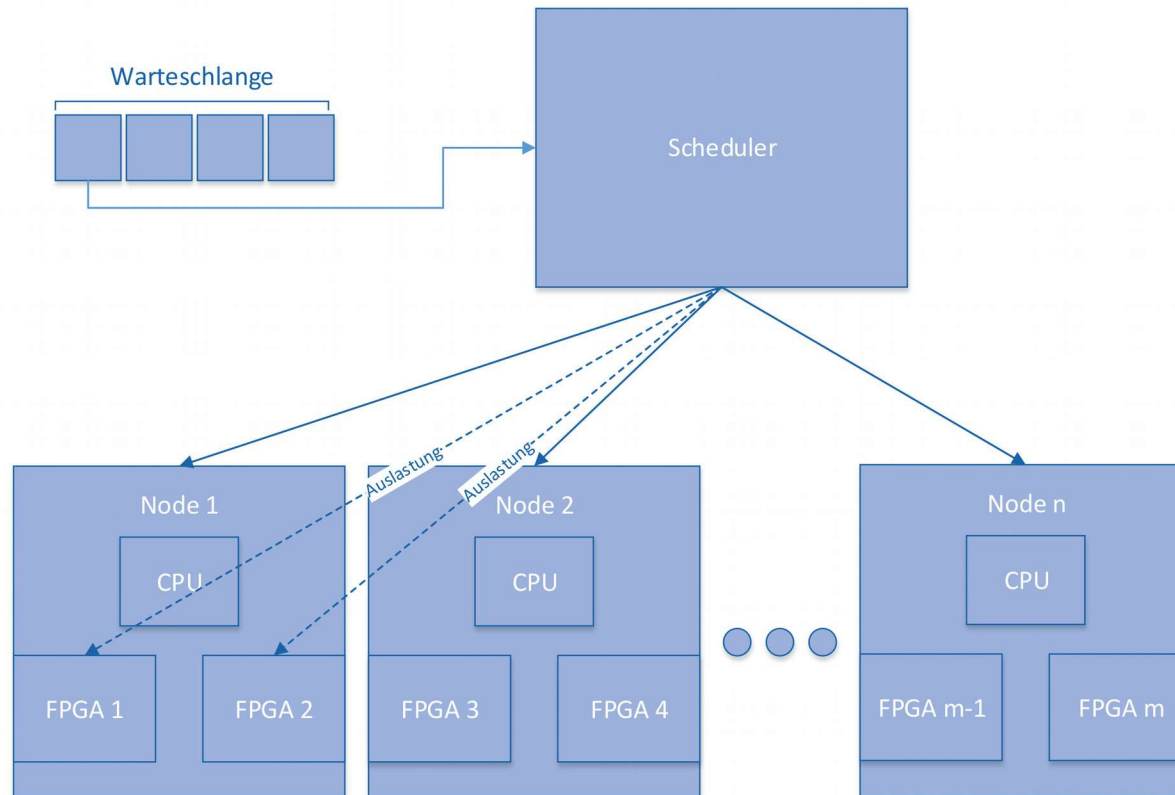 Warteschlange
Scheduler
Auslastung
Auslastung
Node 1
Node 2
Node n
CPU
CPU
CPU
FPGA 1
FPGA 2
FPGA 3
FPGA 4
FPGA m-1
FPGA m